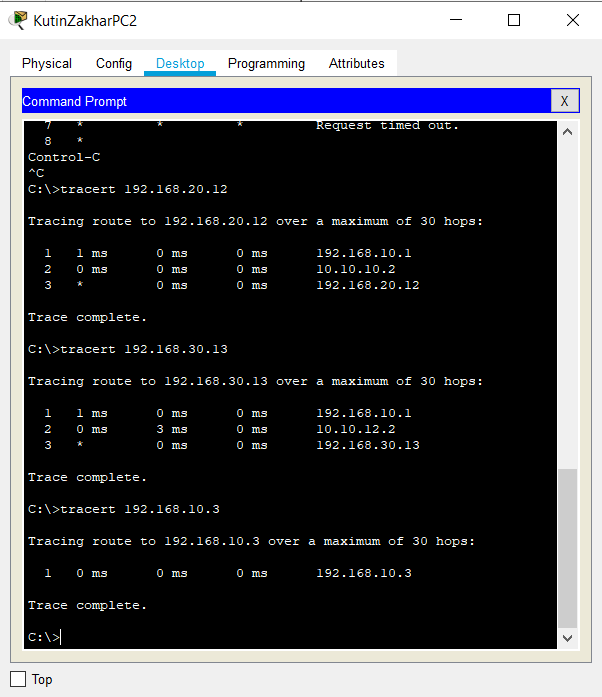 KutinZakharPC2
Physical Config Desktop Programming Attributes
Command Prompt X
7 * * * Request timed out.
8 *
Control-C
^C
C:\>tracert 192.168.20.12
Tracing route to 192.168.20.12 over a maximum of 30 hops:
1 1 ms 0 ms 0 ms 192.168.10.1
2 0 ms 0 ms 0 ms 10.10.10.2
3 * 0 ms 0 ms 192.168.20.12
Trace complete.
C:\>tracert 192.168.30.13
Tracing route to 192.168.30.13 over a maximum of 30 hops:
1 1 ms 0 ms 0 ms 192.168.10.1
2 0 ms 3 ms 0 ms 10.10.12.2
3 * 0 ms 0 ms 192.168.30.13
Trace complete.
C:\>tracert 192.168.10.3
Tracing route to 192.168.10.3 over a maximum of 30 hops:
1 0 ms 0 ms 0 ms 192.168.10.3
Trace complete.
C:\>
Top